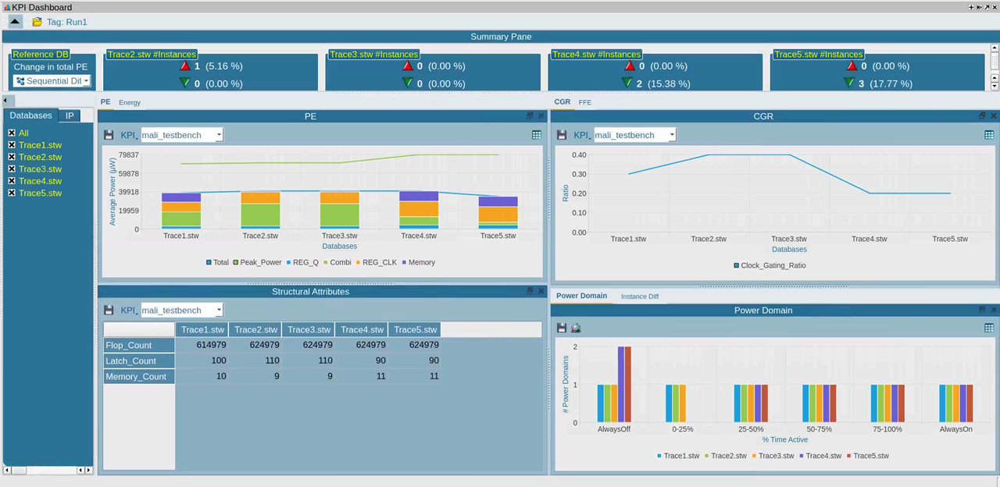 KPI Dashboard
Tag: Run1
Summary Pane
Reference DB
Change in total PE
Sequential Dif
Trace2.stw #Instances
1 (5.16 %)
0 (0.00 %)
Trace3.stw #Instances
0 (0.00 %)
0 (0.00 %)
Trace4.stw #Instances
0 (0.00 %)
2 (15.38 %)
Trace5.stw #Instances
0 (0.00 %)
3 (17.77 %)
Databases IP
All
Trace1.stw
Trace2.stw
Trace3.stw
Trace4.stw
Trace5.stw
PE Energy
PE
KPI mali_testbench
Average Power (µW)
79837
59878
39918
19959
0
Trace1.stw Trace2.stw Trace3.stw Trace4.stw Trace5.stw
Databases
Total Peak_Power REG_Q Combi REG_CLK Memory
CGR FFE
CGR
KPI mali_testbench
Ratio
0.40
0.30
0.20
0.10
0.00
Trace1.stw Trace2.stw Trace3.stw Trace4.stw Trace5.stw
Databases
Clock_Gating_Ratio
Structural Attributes
KPI mali_testbench
Trace1.stw Trace2.stw Trace3.stw Trace4.stw Trace5.stw
Flop_Count 614979 624979 624979 624979 624979
Latch_Count 100 110 110 90 90
Memory_Count 10 9 9 11 11
Power Domain Instance Diff
Power Domain
# Power Domains
2
1
0
AlwaysOff 0-25% 25-50% 50-75% 75-100% AlwaysOn
% Time Active
Trace1.stw Trace2.stw Trace3.stw Trace4.stw Trace5.stw